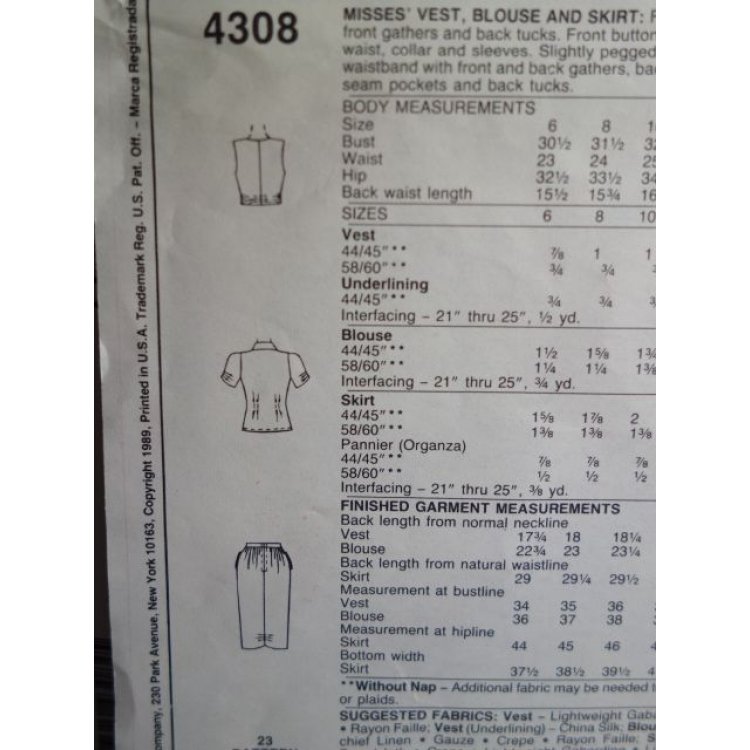 4308
MISSES' VEST, BLOUSE AND SKIRT:
front gathers and back tucks. Front button
waist, collar and sleeves. Slightly pegged
waistband with front and back gathers,
seam pockets and back tucks.
BODY MEASUREMENTS
Size 6 8
Bust 30½ 31½
Waist 23 24
Hip 32½ 33½ 34
Back waist length 15½ 15¾ 16
SIZES 6 8 10
Vest
44/45"** ⅞ 1 1
58/60"** ¾ ¾
Underlining
44/45"** ¾ ¾
Interfacing – 21" thru 25", ½ yd.
Blouse
44/45"** 1½ 1⅝ 1¾
58/60"** 1¼ 1¼ 1⅜
Interfacing – 21" thru 25", ¾ yd.
Skirt
44/45"** 1⅝ 1⅞ 2
58/60"** 1⅜ 1⅜ 1⅜
Pannier (Organza)
44/45"** ⅞ ⅞ ⅞
58/60"** ½ ½ ½
Interfacing – 21" thru 25", ⅜ yd.
FINISHED GARMENT MEASUREMENTS
Back length from normal neckline
Vest 17¾ 18 18¼
Blouse 22¾ 23 23¼
Back length from natural waistline
Skirt 29 29¼ 29½
Measurement at bustline
Vest 34 35 36
Blouse 36 37 38
Measurement at hipline
Skirt 44 45 46
Bottom width
Skirt 37½ 38½ 39½
**Without Nap – Additional fabric may be needed
or plaids.
SUGGESTED FABRICS: Vest – Lightweight
• Rayon Faille; Vest (Underlining) – China Silk;
chief Linen • Gauze • Crepe • Rayon Faille;
23
ompany, 230 Park Avenue, New York 10163, Copyright 1989, Printed in U.S.A. Trademark Reg. U.S. Pat. Off. – Marca Registrada